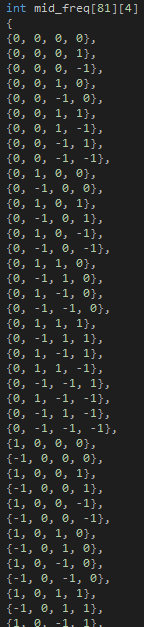 int mid_freq[81][4]
{
{0, 0, 0, 0},
{0, 0, 0, 1},
{0, 0, 0, -1},
{0, 0, 1, 0},
{0, 0, -1, 0},
{0, 0, 1, 1},
{0, 0, 1, -1},
{0, 0, -1, 1},
{0, 0, -1, -1},
{0, 1, 0, 0},
{0, -1, 0, 0},
{0, 1, 0, 1},
{0, -1, 0, 1},
{0, 1, 0, -1},
{0, -1, 0, -1},
{0, 1, 1, 0},
{0, -1, 1, 0},
{0, 1, -1, 0},
{0, -1, -1, 0},
{0, 1, 1, 1},
{0, -1, 1, 1},
{0, 1, -1, 1},
{0, 1, 1, -1},
{0, -1, -1, 1},
{0, 1, -1, -1},
{0, -1, 1, -1},
{0, -1, -1, -1},
{1, 0, 0, 0},
{-1, 0, 0, 0},
{1, 0, 0, 1},
{-1, 0, 0, 1},
{1, 0, 0, -1},
{-1, 0, 0, -1},
{1, 0, 1, 0},
{-1, 0, 1, 0},
{1, 0, -1, 0},
{-1, 0, -1, 0},
{1, 0, 1, 1},
{-1, 0, 1, 1},
{1, 0, -1, 1},